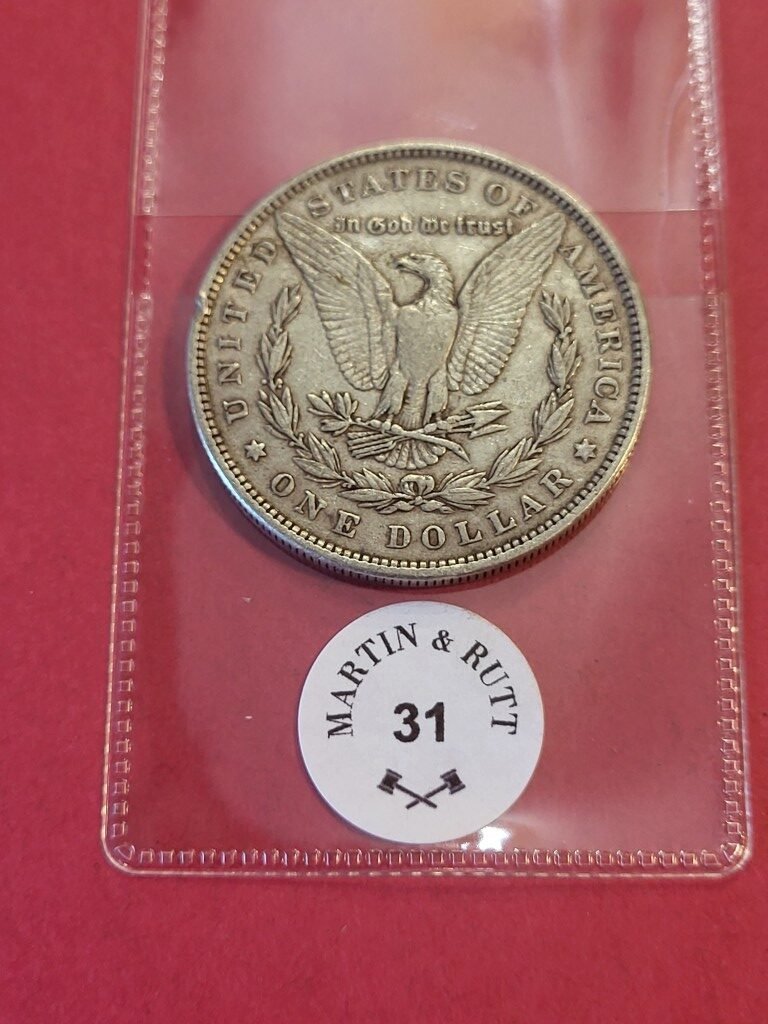 UNITED STATES OF AMERICA
In God we trust
ONE DOLLAR
MARTIN & RUTT
31